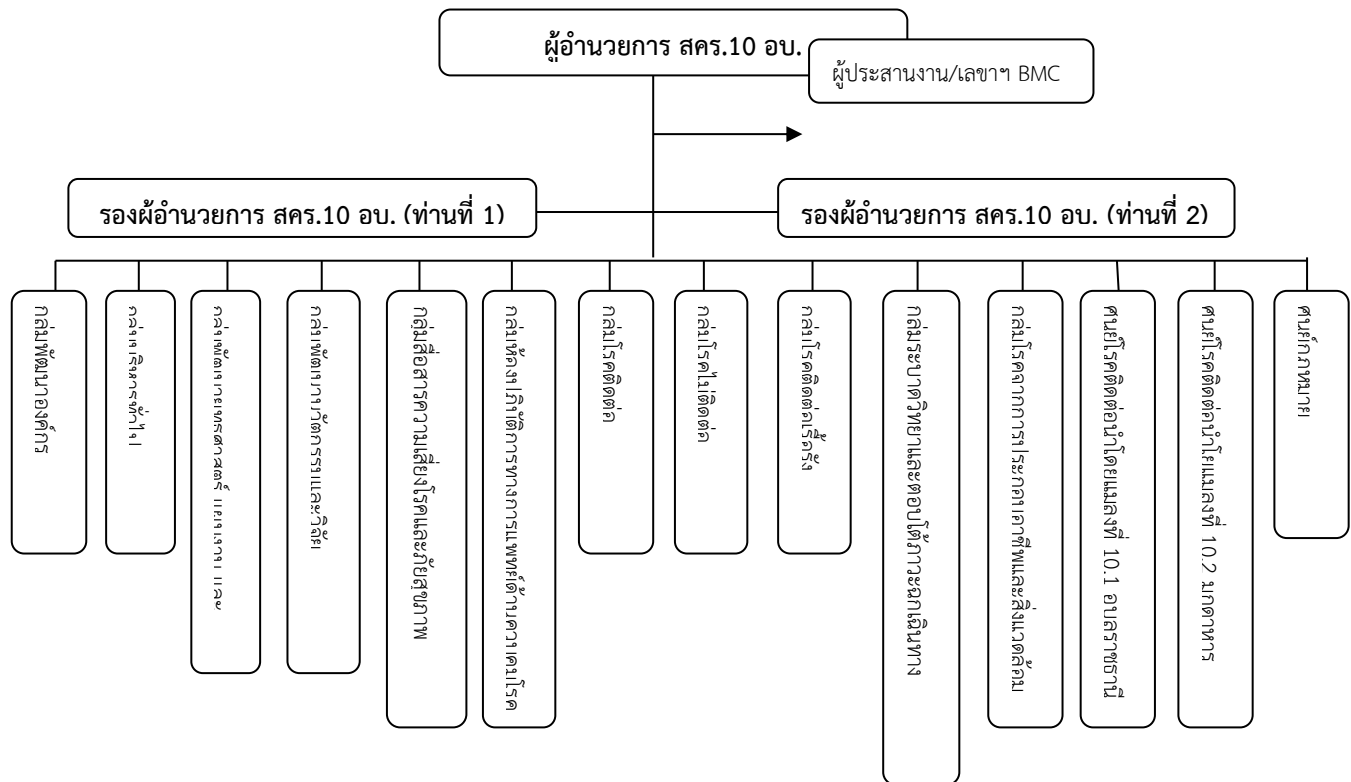 ผู้อำนวยการ สคร.10 อบ.
ผู้ประสานงาน/เลขาฯ BMC
รองผู้อำนวยการ สคร.10 อบ. (ท่านที่ 1)
รองผู้อำนวยการ สคร.10 อบ. (ท่านที่ 2)
กลุ่มพัฒนาองค์กร
กลุ่มบริหารทั่วไป
กลุ่มพัฒนายุทธศาสตร์ แผนงาน และ
กลุ่มพัฒนานวัตกรรมและวิจัย
กลุ่มสื่อสารความเสี่ยงโรคและภัยสุขภาพ
กลุ่มห้องปฏิบัติการทางการแพทย์ด้านควบคุมโรค
กลุ่มโรคติดต่อ
กลุ่มโรคไม่ติดต่อ
กลุ่มโรคติดต่อเรื้อรัง
กลุ่มระบาดวิทยาและตอบโต้ภาวะฉุกเฉินทาง
กลุ่มโรคจากการประกอบอาชีพและสิ่งแวดล้อม
ศูนย์โรคติดต่อนำโดยแมลงที่ 10.1 อุบลราชธานี
ศูนย์โรคติดต่อนำโยแมลงที่ 10.2 มุกดาหาร
ศูนย์กฎหมาย